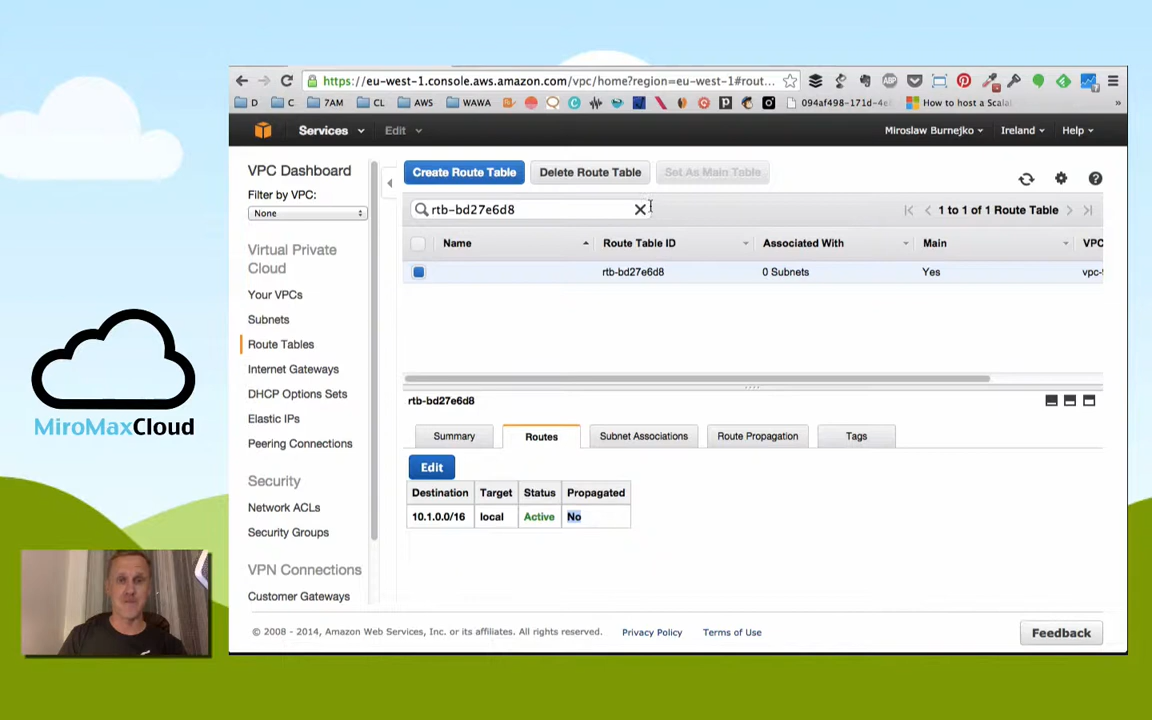 https://eu-west-1.console.aws.amazon.com/vpc/home?region=eu-west-1#rout...
D C 7AM CL AWS WAWA 094af498-171d-4e How to host a Scala »
Services Edit Miroslaw Burnejko Ireland Help
VPC Dashboard
Filter by VPC:
None
Virtual Private
Cloud
Your VPCs
Subnets
Route Tables
Internet Gateways
DHCP Options Sets
Elastic IPs
Peering Connections
Security
Network ACLs
Security Groups
VPN Connections
Customer Gateways
Create Route Table Delete Route Table Set As Main Table
rtb-bd27e6d8 1 to 1 of 1 Route Table
Name Route Table ID Associated With Main VPC
rtb-bd27e6d8 0 Subnets Yes vpc-
rtb-bd27e6d8
Summary Routes Subnet Associations Route Propagation Tags
Edit
Destination Target Status Propagated
10.1.0.0/16 local Active No
© 2008 - 2014, Amazon Web Services, Inc. or its affiliates. All rights reserved. Privacy Policy Terms of Use Feedback
MiroMaxCloud